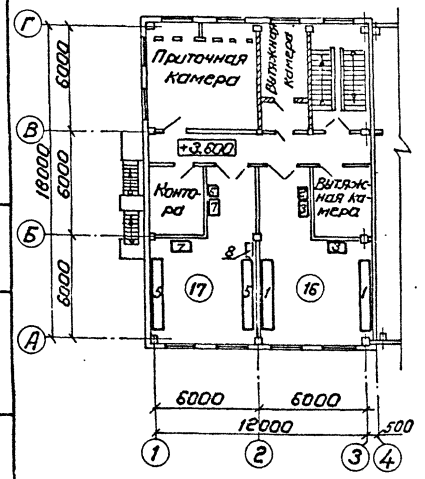 Г
Приточная
камера
Вытяжная
камера
6000
В
+3,600
18000
6000
Конто-
ра
Вытяж-
ная ка-
мера
7
Б
7
8
6000
5
17
5
1
16
1
А
6000
6000
12000
500
1
2
3
4